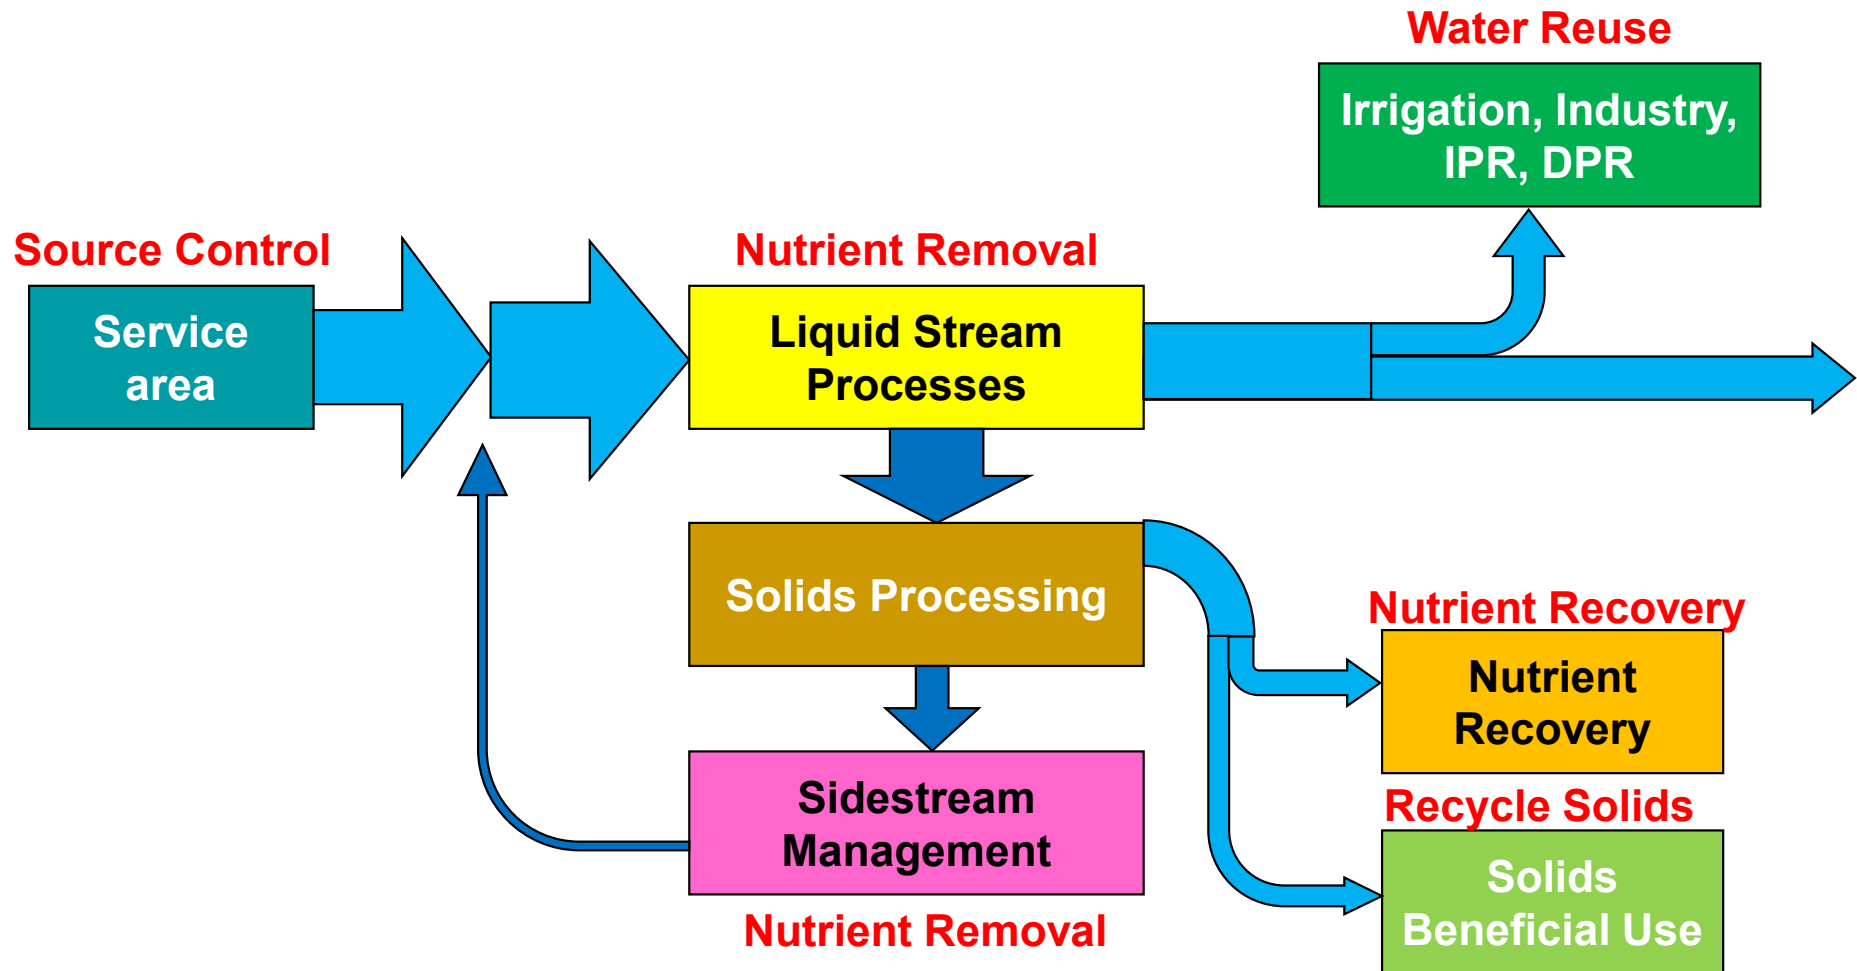 Water Reuse
Irrigation, Industry,
IPR, DPR
Source Control
Service
area
Nutrient Removal
Liquid Stream
Processes
Solids Processing
Nutrient Recovery
Nutrient
Recovery
Sidestream
Management
Nutrient Removal
Recycle Solids
Solids
Beneficial Use